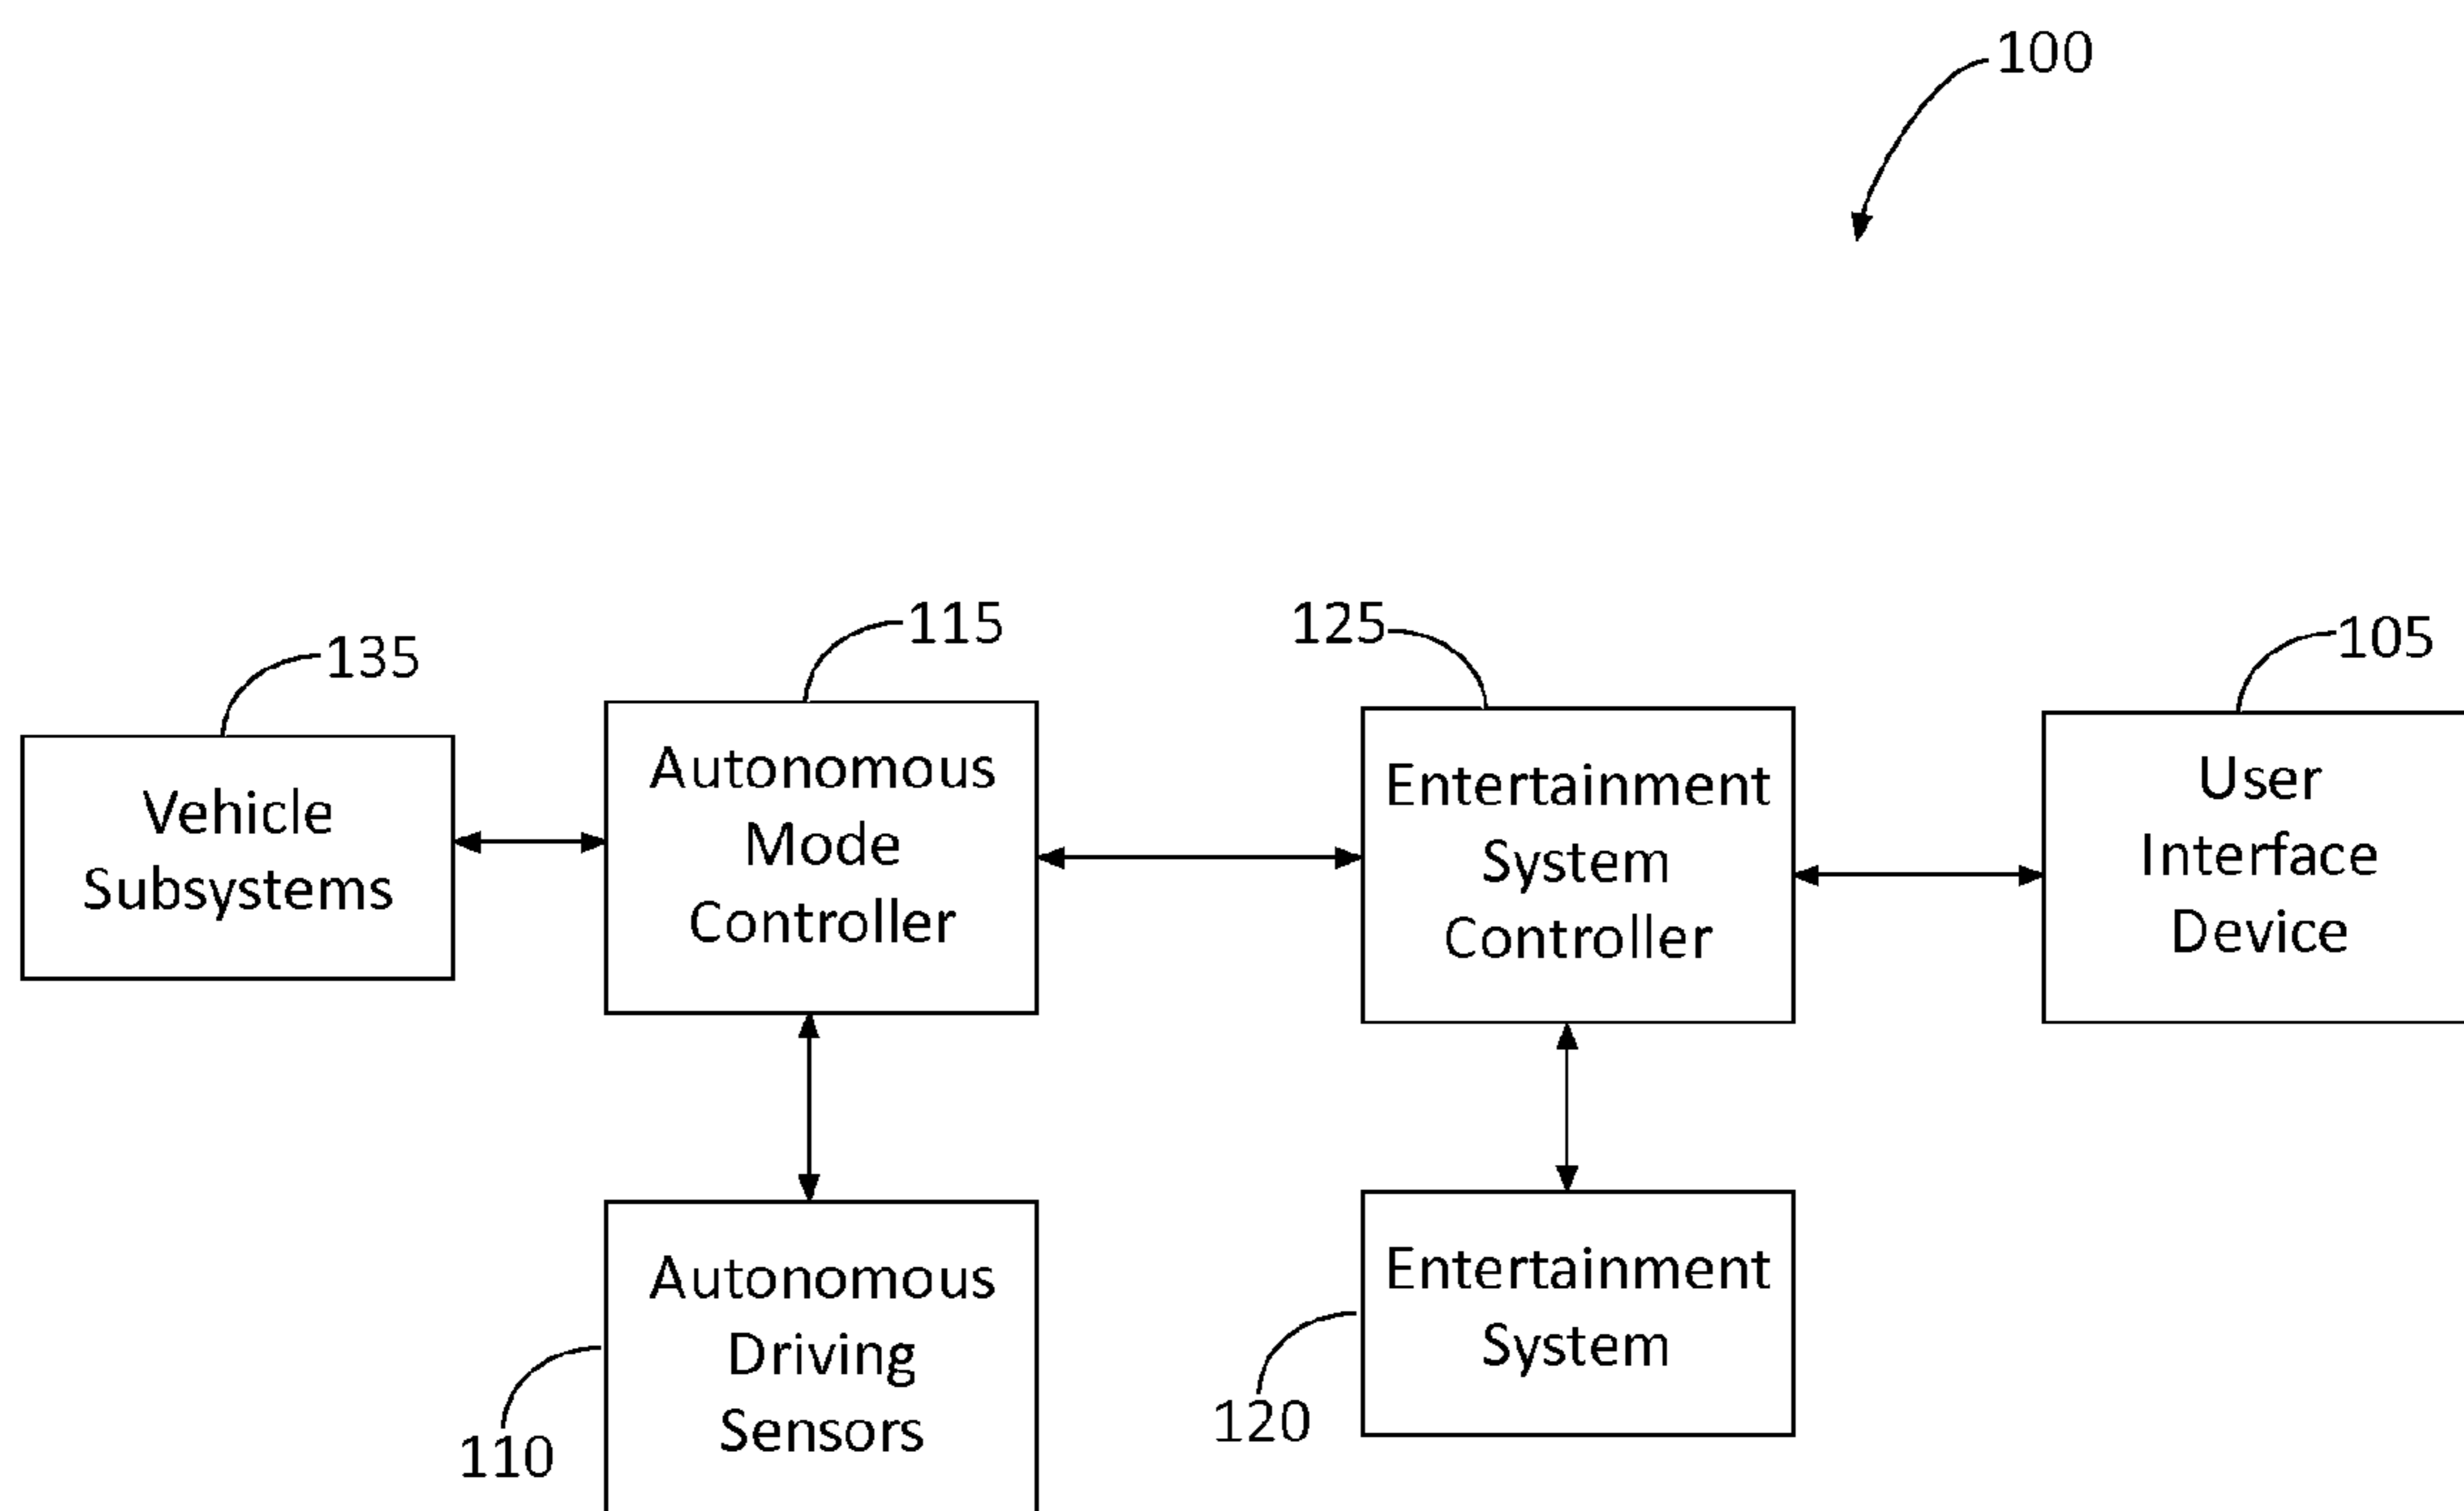 100
135
115
125
105
Vehicle
Subsystems
Autonomous
Mode
Controller
Entertainment
System
Controller
User
Interface
Device
Autonomous
Driving
Sensors
110
Entertainment
System
120